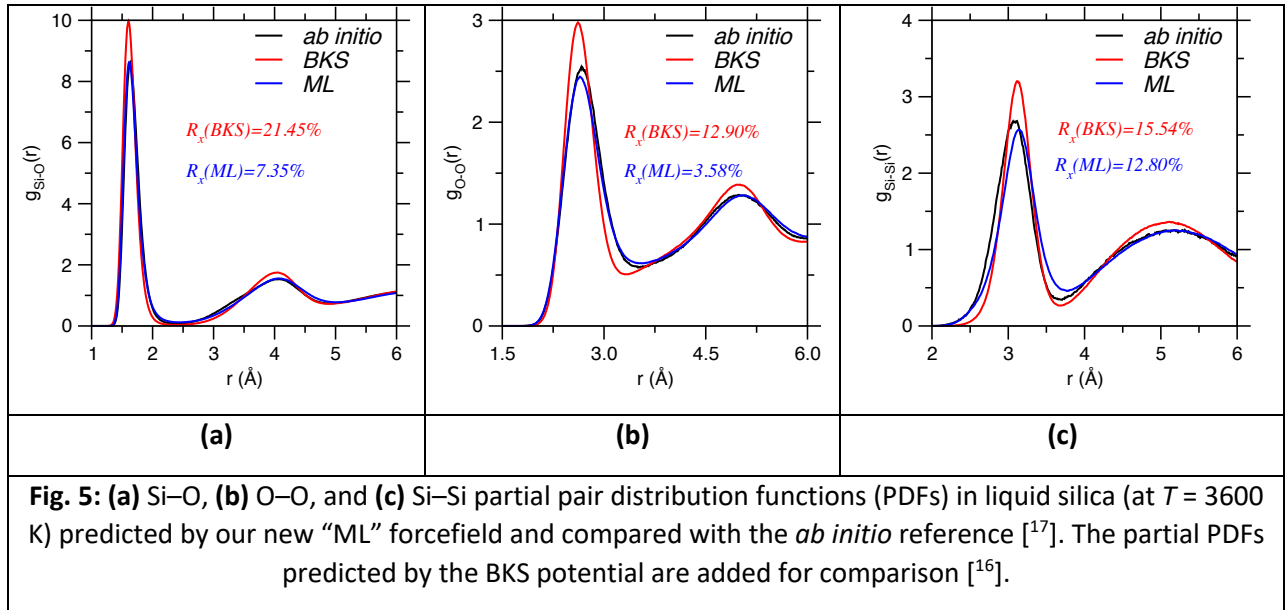 10
8
6
4
2
0
g_Si-O(r)
ab initio
BKS
ML
R_x(BKS)=21.45%
R_x(ML)=7.35%
1 2 3 4 5 6
r (Å)
3
2
1
0
g_O-O(r)
ab initio
BKS
ML
R_x(BKS)=12.90%
R_x(ML)=3.58%
1.5 3.0 4.5 6.0
r (Å)
4
3
2
1
0
g_Si-Si(r)
ab initio
BKS
ML
R_x(BKS)=15.54%
R_x(ML)=12.80%
2 3 4 5 6
r (Å)
(a) (b) (c)
Fig. 5: (a) Si–O, (b) O–O, and (c) Si–Si partial pair distribution functions (PDFs) in liquid silica (at T = 3600
K) predicted by our new “ML” forcefield and compared with the ab initio reference [17]. The partial PDFs
predicted by the BKS potential are added for comparison [16].